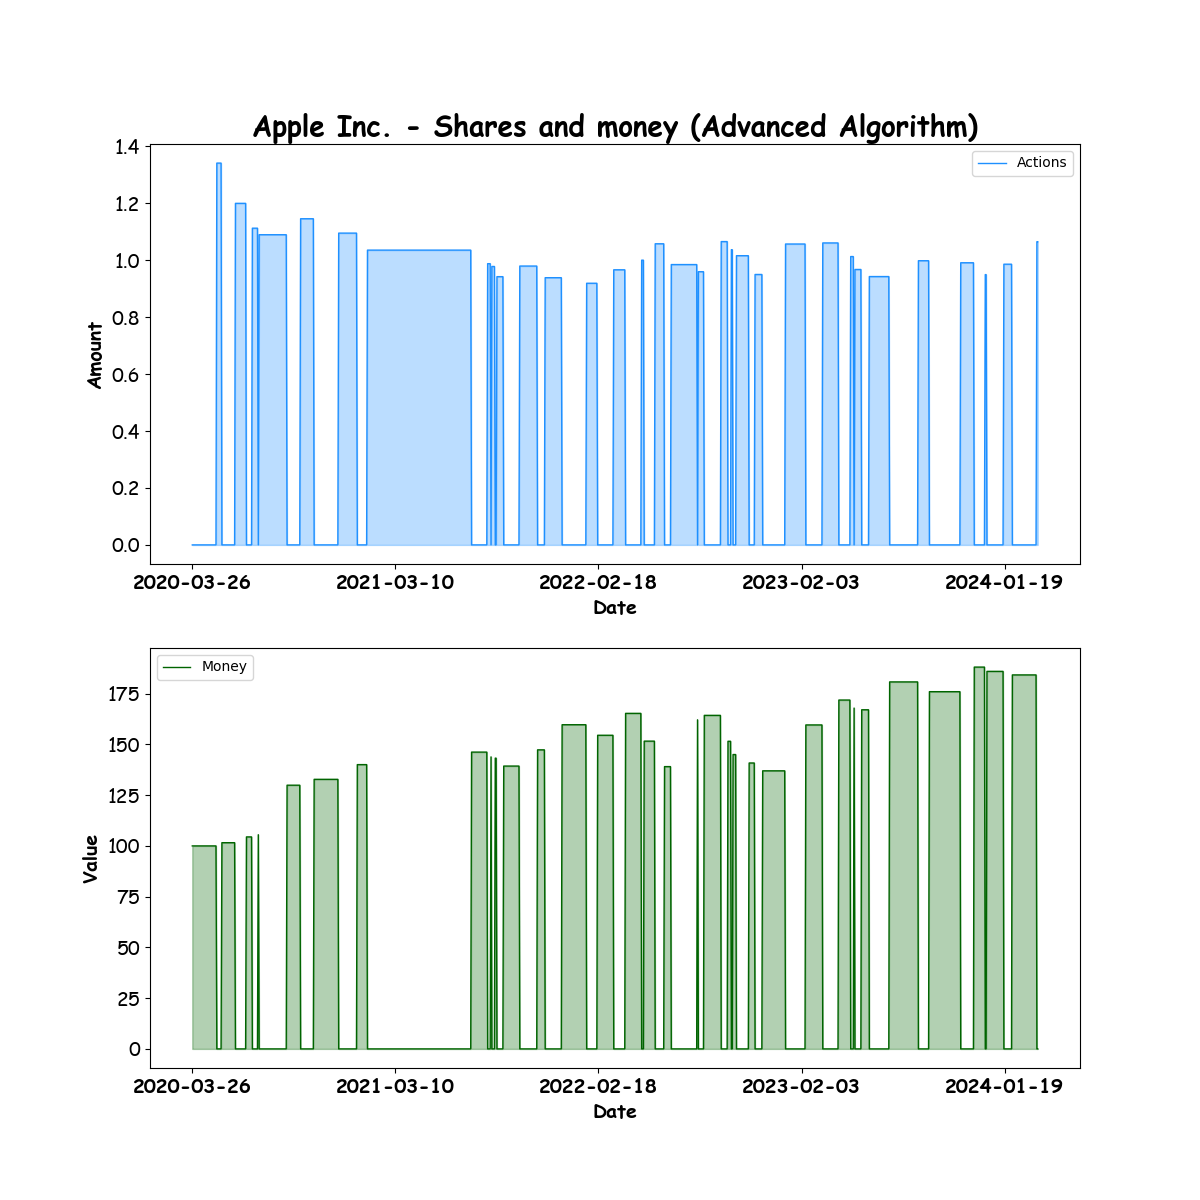 Apple Inc. - Shares and money (Advanced Algorithm)
1.4
1.2
1.0
0.8
0.6
0.4
0.2
0.0
Amount
Actions
2020-03-26 2021-03-10 2022-02-18 2023-02-03 2024-01-19
Date
175
150
125
100
75
50
25
0
Value
Money
2020-03-26 2021-03-10 2022-02-18 2023-02-03 2024-01-19
Date